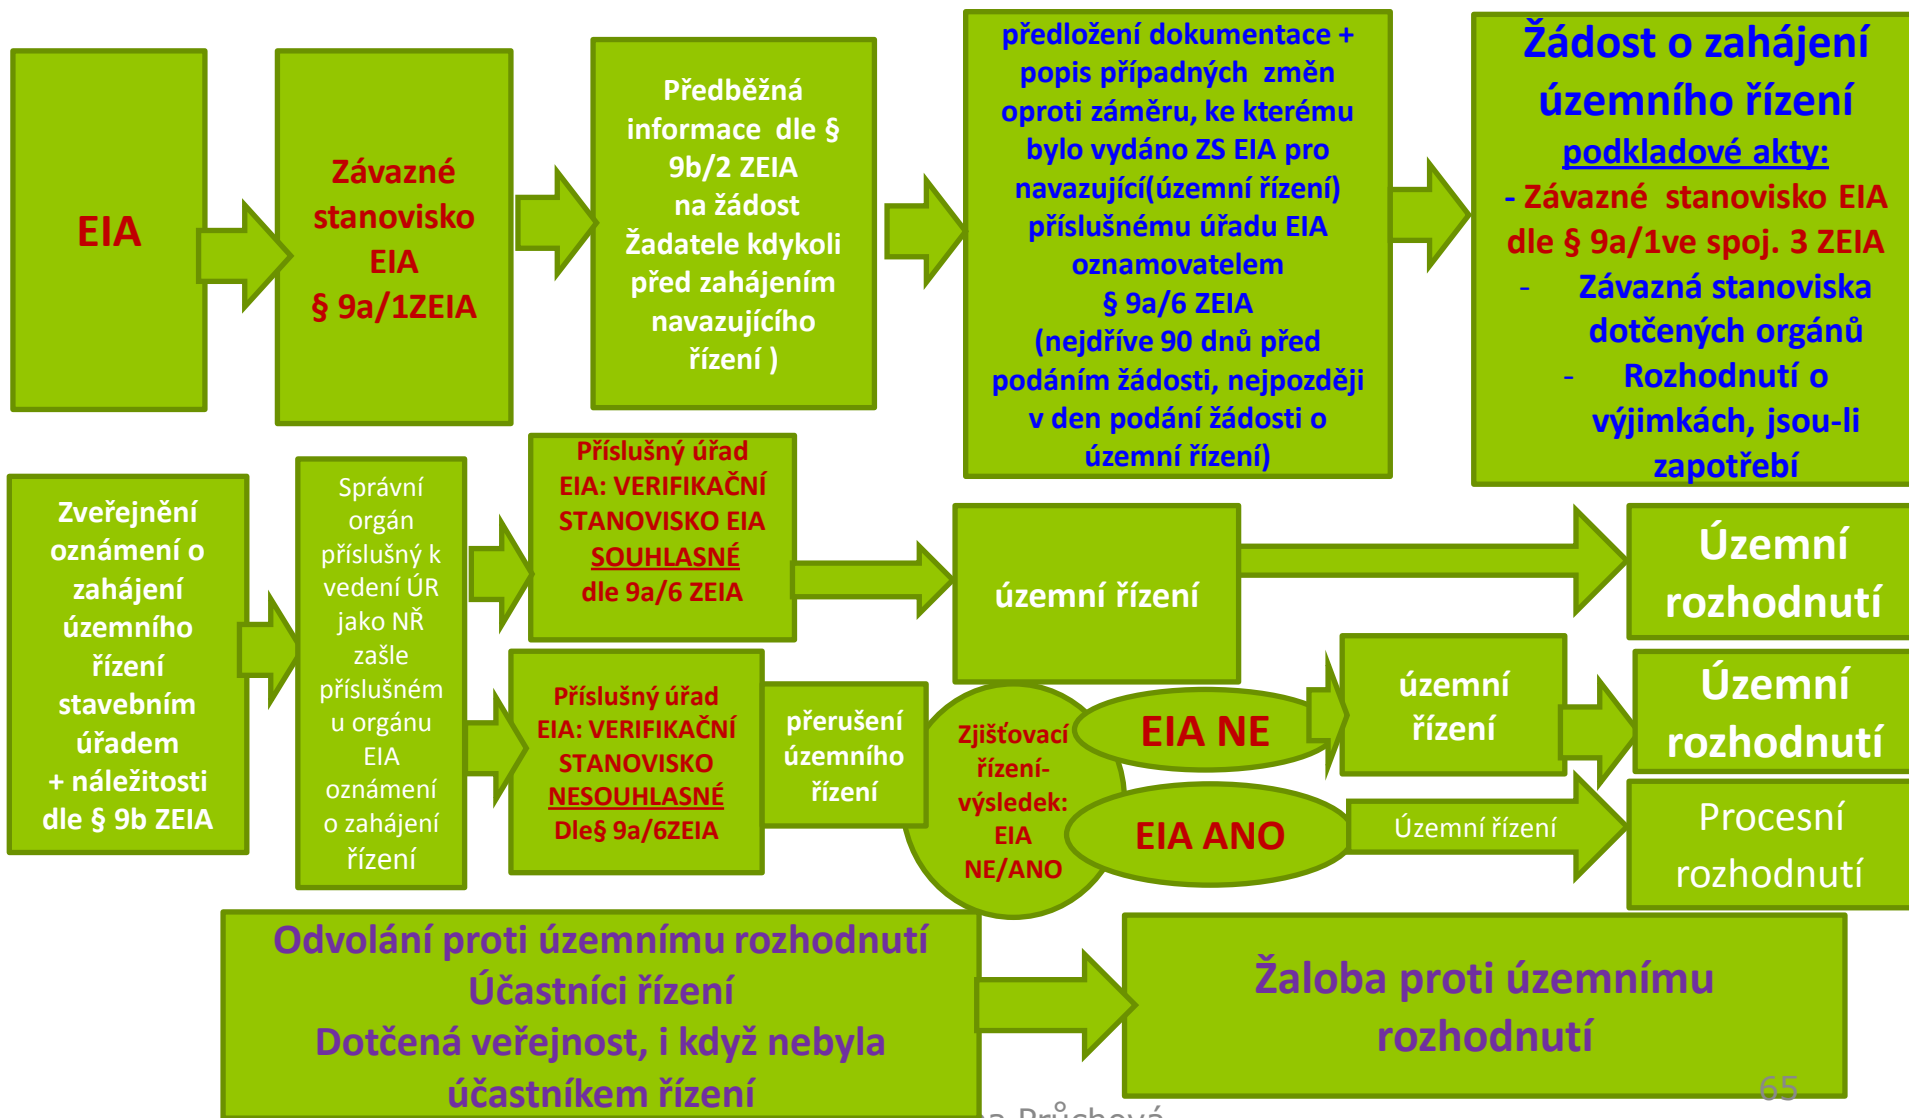 EIA
Závazné
stanovisko
EIA
§ 9a/1ZEIA
Předběžná
informace dle §
9b/2 ZEIA
na žádost
Žadatele kdykoli
před zahájením
navazujícího
řízení )
předložení dokumentace +
popis případných změn
oproti záměru, ke kterému
bylo vydáno ZS EIA pro
navazující(územní řízení)
příslušnému úřadu EIA
oznamovatelem
§ 9a/6 ZEIA
(nejdříve 90 dnů před
podáním žádosti, nejpozději
v den podání žádosti o
územní řízení)
Žádost o zahájení
územního řízení
podkladové akty:
- Závazné stanovisko EIA
dle § 9a/1ve spoj. 3 ZEIA
- Závazná stanoviska
dotčených orgánů
- Rozhodnutí o
výjimkách, jsou-li
zapotřebí
Zveřejnění
oznámení o
zahájení
územního
řízení
stavebním
úřadem
+ náležitosti
dle § 9b ZEIA
Správní
orgán
příslušný k
vedení ÚR
jako NŘ
zašle
příslušném
u orgánu
EIA
oznámení
o zahájení
řízení
Příslušný úřad
EIA: VERIFIKAČNÍ
STANOVISKO EIA
SOUHLASNÉ
dle 9a/6 ZEIA
územní řízení
Územní
rozhodnutí
Příslušný úřad
EIA: VERIFIKAČNÍ
STANOVISKO
NESOUHLASNÉ
Dle§ 9a/6ZEIA
přerušení
územního
řízení
Zjišťovací
řízení-
výsledek:
EIA
NE/ANO
EIA NE
územní
řízení
Územní
rozhodnutí
EIA ANO
Územní řízení
Procesní
rozhodnutí
Odvolání proti územnímu rozhodnutí
Účastníci řízení
Dotčená veřejnost, i když nebyla
účastníkem řízení
Žaloba proti územnímu
rozhodnutí
Průchová
65